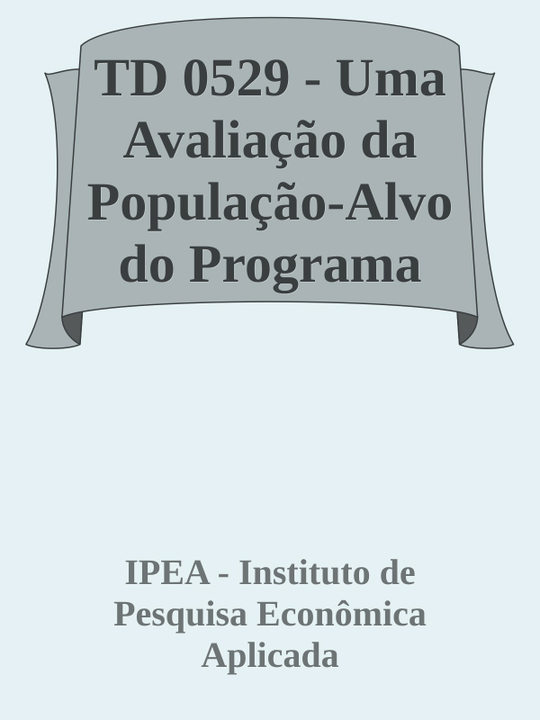 TD 0529 - Uma
Avaliação da
População-Alvo
do Programa
IPEA - Instituto de
Pesquisa Econômica
Aplicada